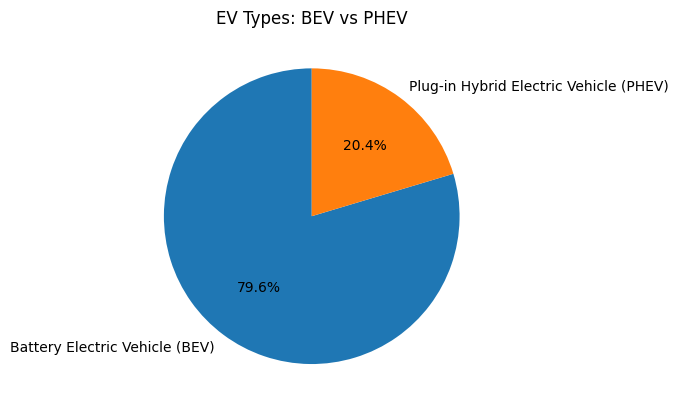 EV Types: BEV vs PHEV
Plug-in Hybrid Electric Vehicle (PHEV)
20.4%
79.6%
Battery Electric Vehicle (BEV)